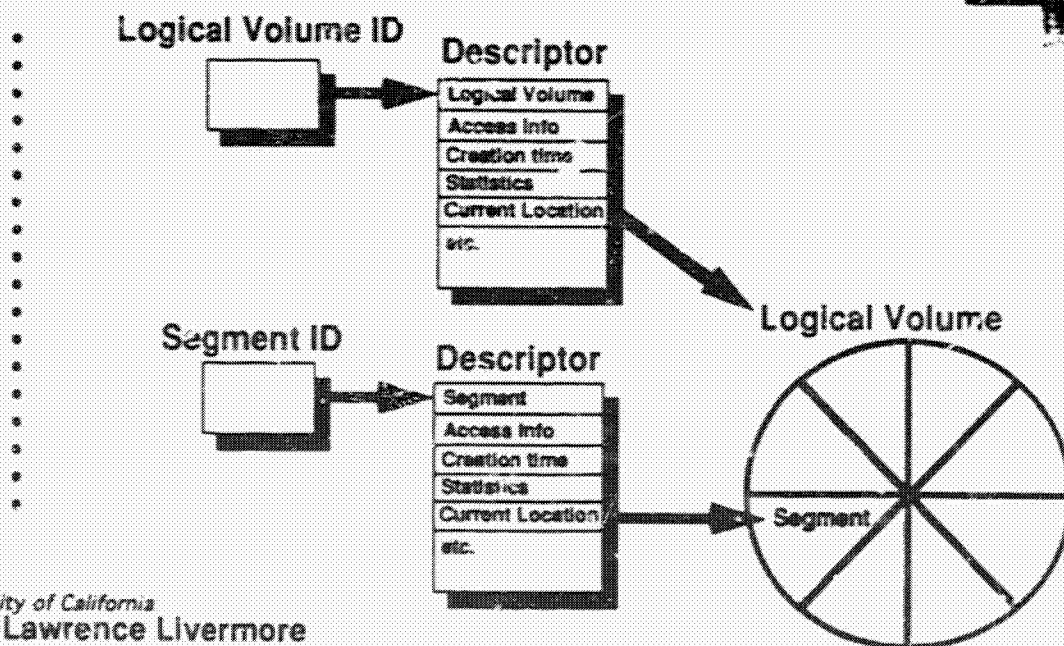 Logical Volume ID
Descriptor
Logical Volume
Access Info
Creation time
Statistics
Current Location
etc.
Logical Volume
Segment ID
Descriptor
Segment
Access Info
Creation time
Statistics
Current Location
etc.
Segment
ity of California
Lawrence Livermore